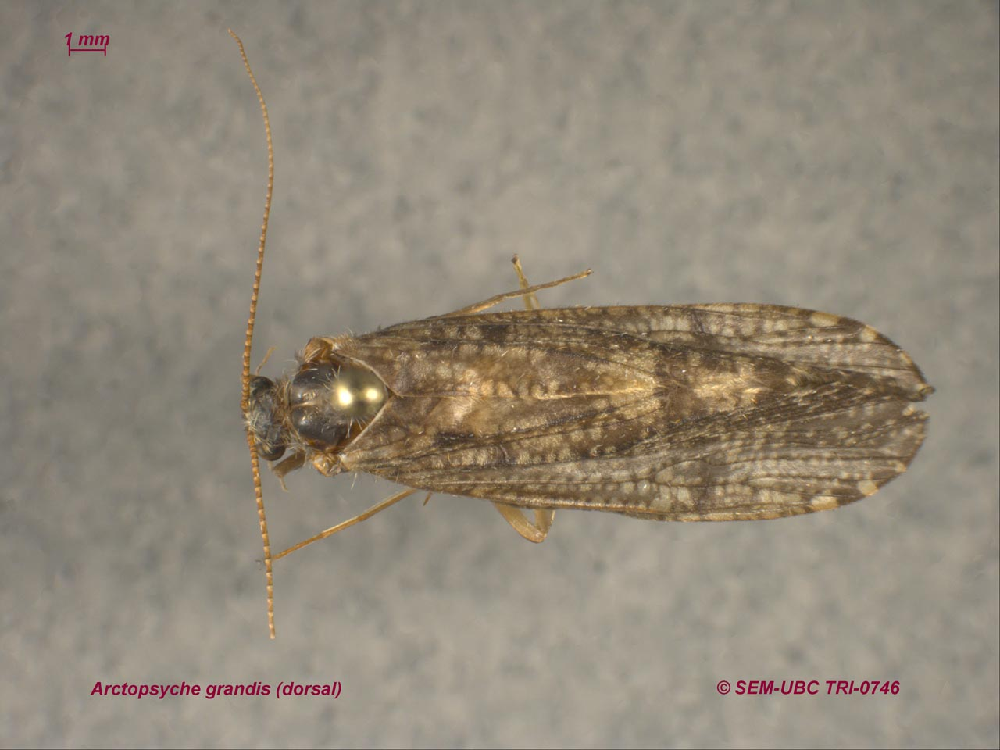 1 mm
Arctopsyche grandis (dorsal)
© SEM-UBC TRI-0746